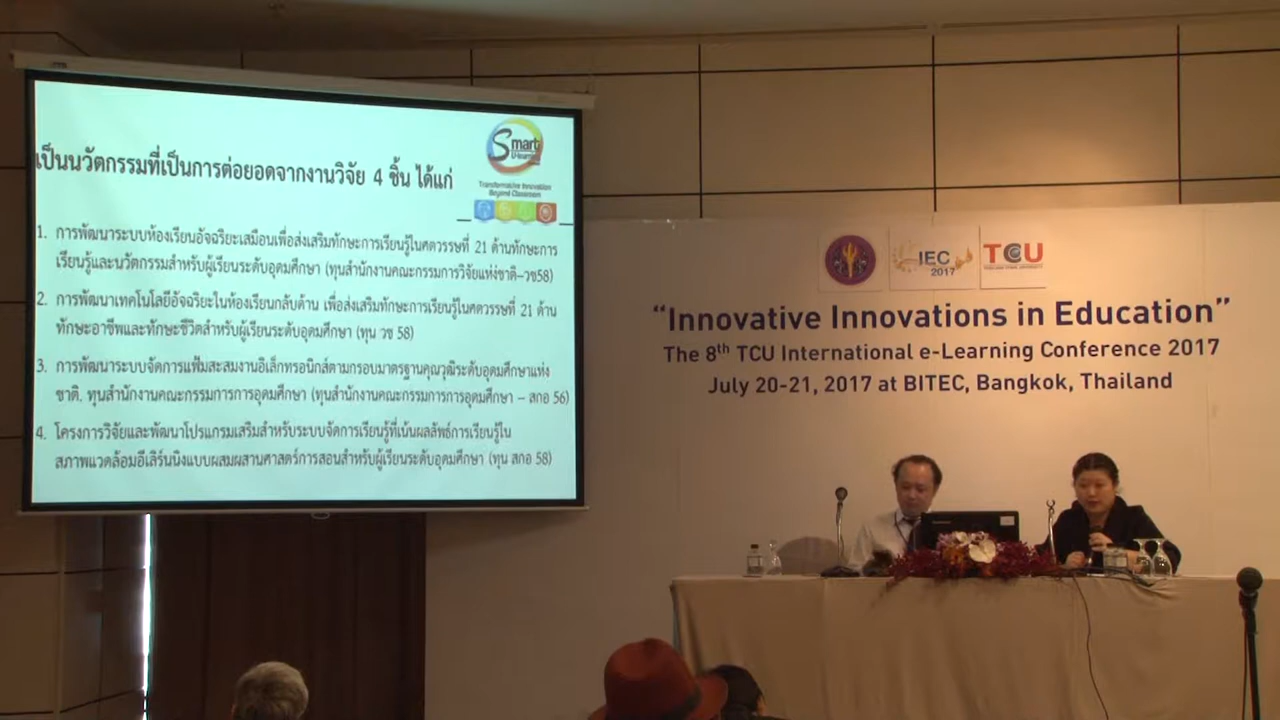 Smart
U-learning
Transformative Innovation
Beyond Classroom
เป็นนวัตกรรมที่เป็นการต่อยอดจากงานวิจัย 4 ชิ้น ได้แก่
1. การพัฒนาระบบห้องเรียนอัจฉริยะเสมือนเพื่อส่งเสริมทักษะการเรียนรู้ในศตวรรษที่ 21 ด้านทักษะการ
เรียนรู้และนวัตกรรมสำหรับผู้เรียนระดับอุดมศึกษา (ทุนสำนักงานคณะกรรมการวิจัยแห่งชาติ-วช58)
2. การพัฒนาเทคโนโลยีอัจฉริยะในห้องเรียนกลับด้าน เพื่อส่งเสริมทักษะการเรียนรู้ในศตวรรษที่ 21 ด้าน
ทักษะอาชีพและทักษะชีวิตสำหรับผู้เรียนระดับอุดมศึกษา (ทุน วช 58)
3. การพัฒนาระบบจัดการแฟ้มสะสมงานอิเล็กทรอนิกส์ตามกรอบมาตรฐานคุณวุฒิระดับอุดมศึกษาแห่ง
ชาติ. ทุนสำนักงานคณะกรรมการการอุดมศึกษา (ทุนสำนักงานคณะกรรมการการอุดมศึกษา – สกอ 56)
4. โครงการวิจัยและพัฒนาโปรแกรมเสริมสำหรับระบบจัดการเรียนรู้ที่เน้นผลลัพธ์การเรียนรู้ใน
สภาพแวดล้อมอีเลิร์นนิงแบบผสมผสานศาสตร์การสอนสำหรับผู้เรียนระดับอุดมศึกษา (ทุน สกอ 58)
IEC
2017
TCU
THAILAND CYBER UNIVERSITY
“Innovative Innovations in Education”
The 8th TCU International e-Learning Conference 2017
July 20-21, 2017 at BITEC, Bangkok, Thailand